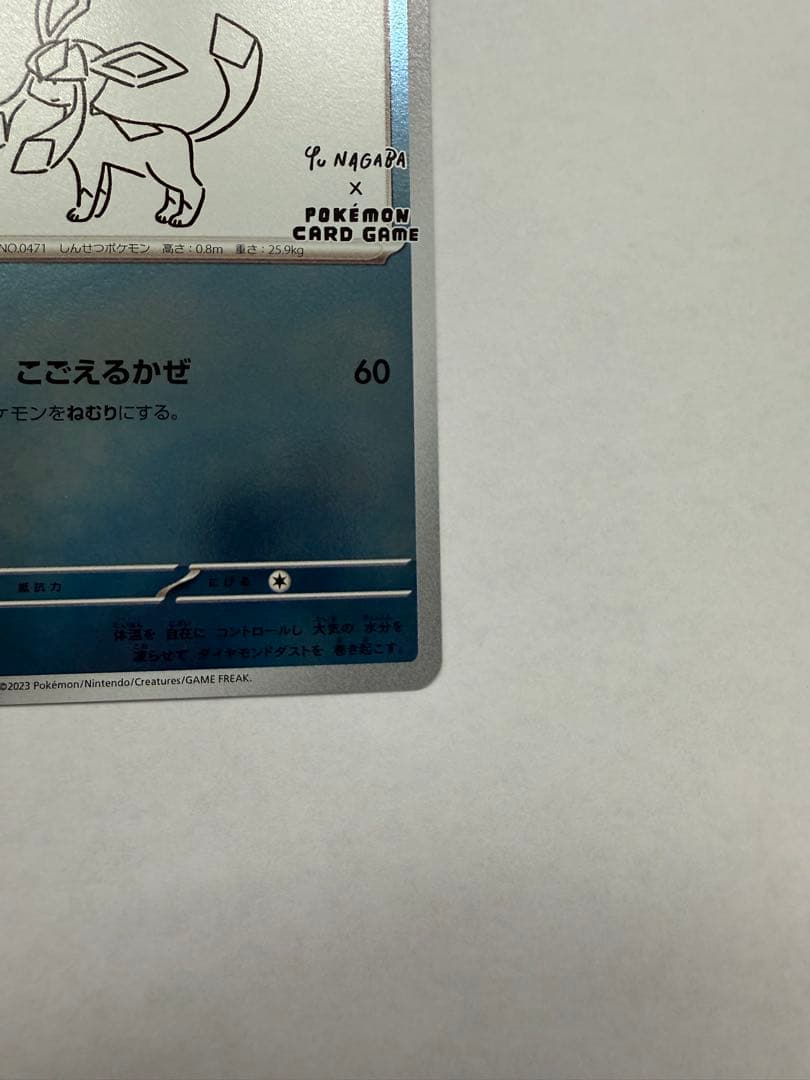 Yu NAGABA
×
POKÉMON
CARD GAME
NO.0471 しんせつポケモン 高さ:0.8m 重さ:25.9kg
こごえるかぜ 60
ケモンをねむりにする。
抵抗力 にげる
体温を 自在に コントロールし 大気の 水分を
凍らせて ダイヤモンドダストを 巻き起こす。
©2023 Pokémon/Nintendo/Creatures/GAME FREAK.